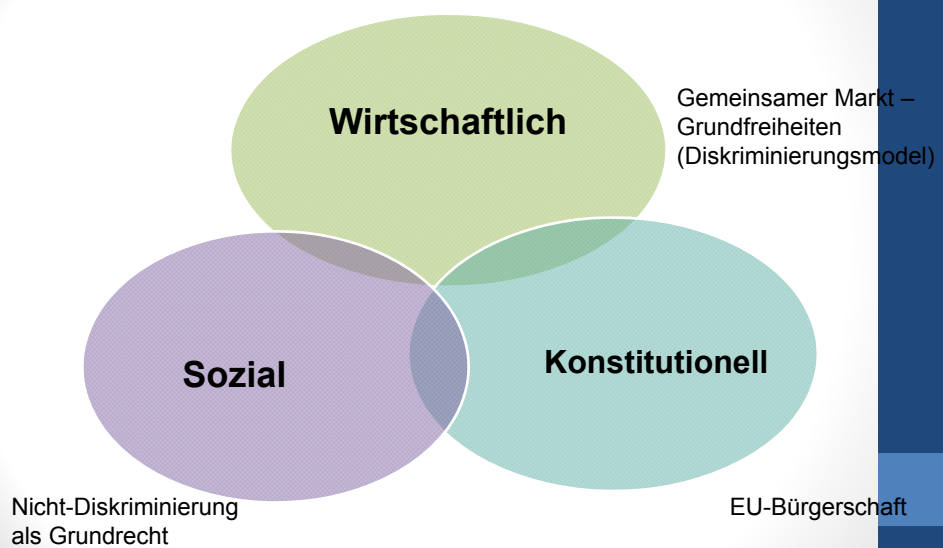 Wirtschaftlich
Gemeinsamer Markt –
Grundfreiheiten
(Diskriminierungsmodel)
Sozial
Konstitutionell
Nicht-Diskriminierung
als Grundrecht
EU-Bürgerschaft